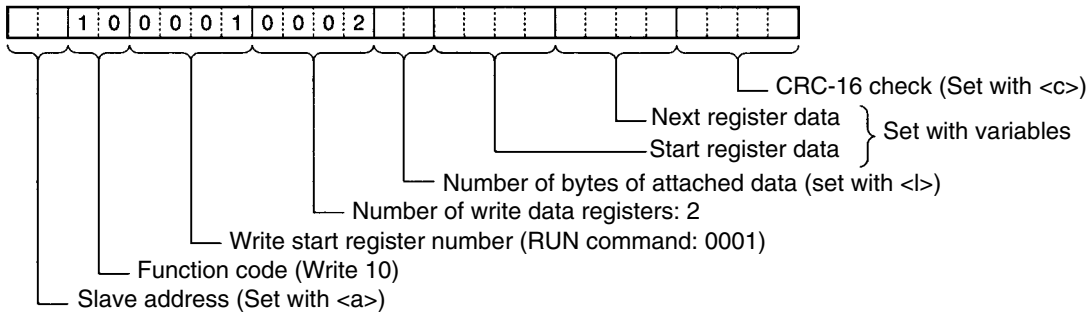 1 0 0 0 0 1 0 0 0 2
CRC-16 check (Set with <c>)
Next register data
Set with variables
Start register data
Number of bytes of attached data (set with <l>)
Number of write data registers: 2
Write start register number (RUN command: 0001)
Function code (Write 10)
Slave address (Set with <a>)